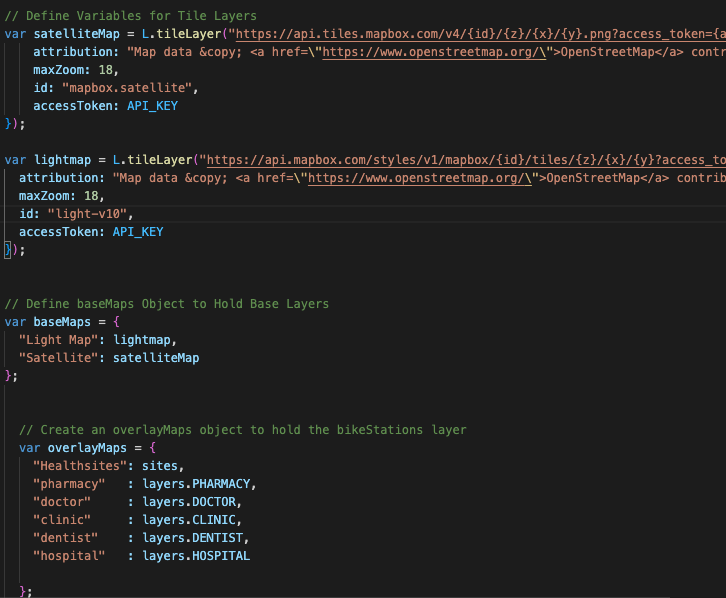 // Define Variables for Tile Layers
var satelliteMap = L.tileLayer("https://api.tiles.mapbox.com/v4/{id}/{z}/{x}/{y}.png?access_token={a
attribution: "Map data &copy; <a href=\"https://www.openstreetmap.org/\">OpenStreetMap</a> contr
maxZoom: 18,
id: "mapbox.satellite",
accessToken: API_KEY
});
var lightmap = L.tileLayer("https://api.mapbox.com/styles/v1/mapbox/{id}/tiles/{z}/{x}/{y}?access_to
attribution: "Map data &copy; <a href=\"https://www.openstreetmap.org/\">OpenStreetMap</a> contrib
maxZoom: 18,
id: "light-v10",
accessToken: API_KEY
});
// Define baseMaps Object to Hold Base Layers
var baseMaps = {
"Light Map": lightmap,
"Satellite": satelliteMap
};
// Create an overlayMaps object to hold the bikeStations layer
var overlayMaps = {
"Healthsites": sites,
"pharmacy"   : layers.PHARMACY,
"doctor"     : layers.DOCTOR,
"clinic"     : layers.CLINIC,
"dentist"    : layers.DENTIST,
"hospital"   : layers.HOSPITAL
};